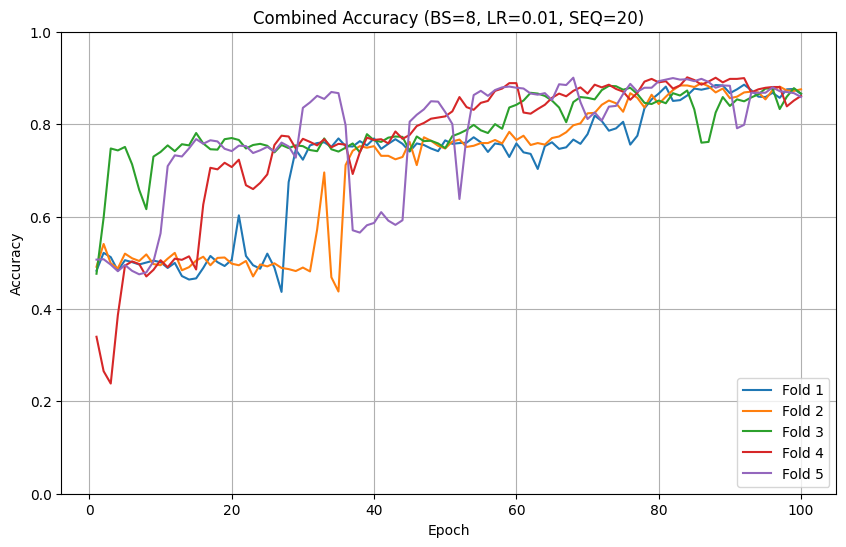 Combined Accuracy (BS=8, LR=0.01, SEQ=20)
1.0
0.8
0.6
0.4
0.2
0.0
Accuracy
0 20 40 60 80 100
Epoch
Fold 1
Fold 2
Fold 3
Fold 4
Fold 5